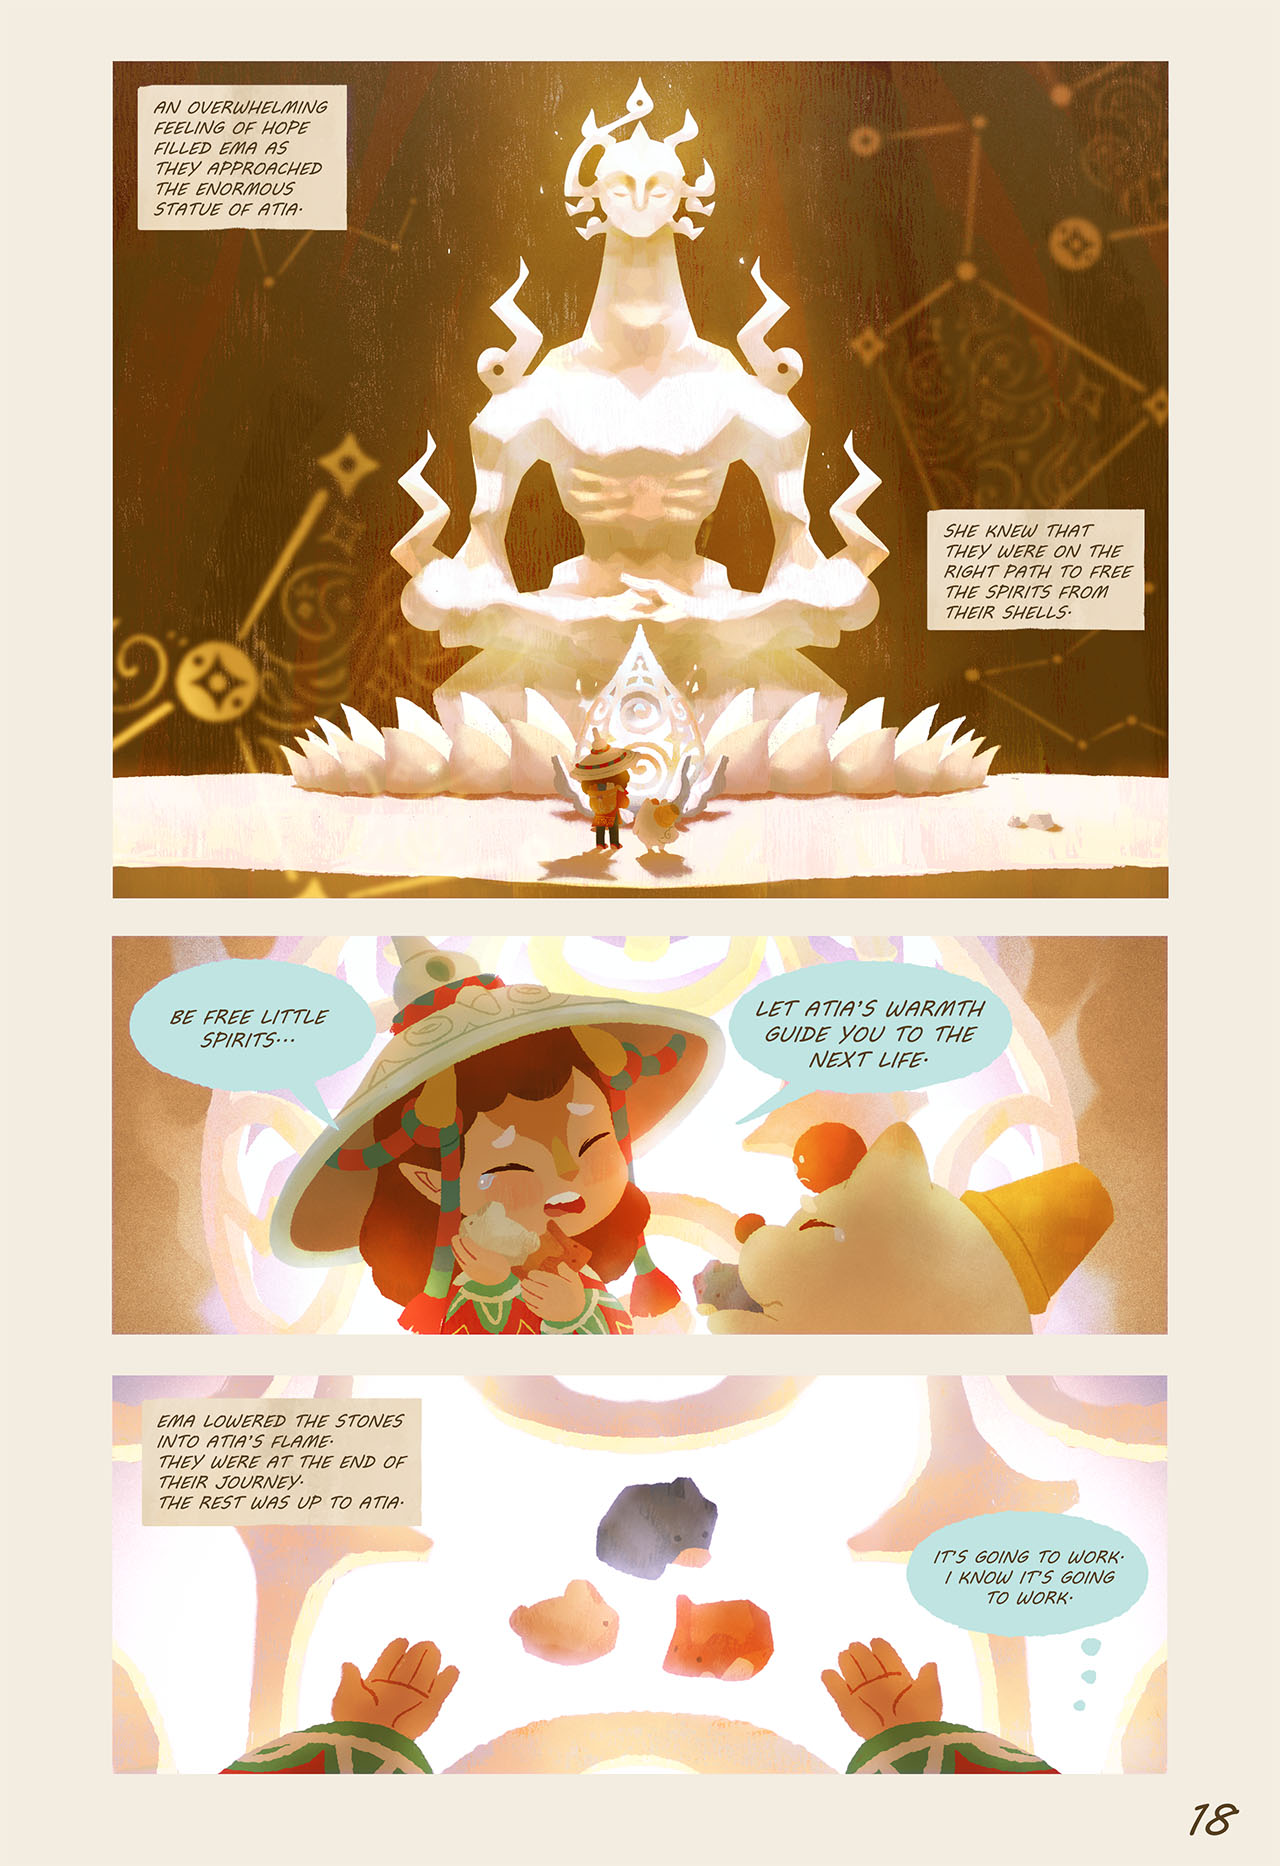 AN OVERWHELMING
FEELING OF HOPE
FILLED EMA AS
THEY APPROACHED
THE ENORMOUS
STATUE OF ATIA.
SHE KNEW THAT
THEY WERE ON THE
RIGHT PATH TO FREE
THE SPIRITS FROM
THEIR SHELLS.
BE FREE LITTLE
SPIRITS...
LET ATIA'S WARMTH
GUIDE YOU TO THE
NEXT LIFE.
EMA LOWERED THE STONES
INTO ATIA'S FLAME.
THEY WERE AT THE END OF
THEIR JOURNEY.
THE REST WAS UP TO ATIA.
IT'S GOING TO WORK.
I KNOW IT'S GOING
TO WORK.
18